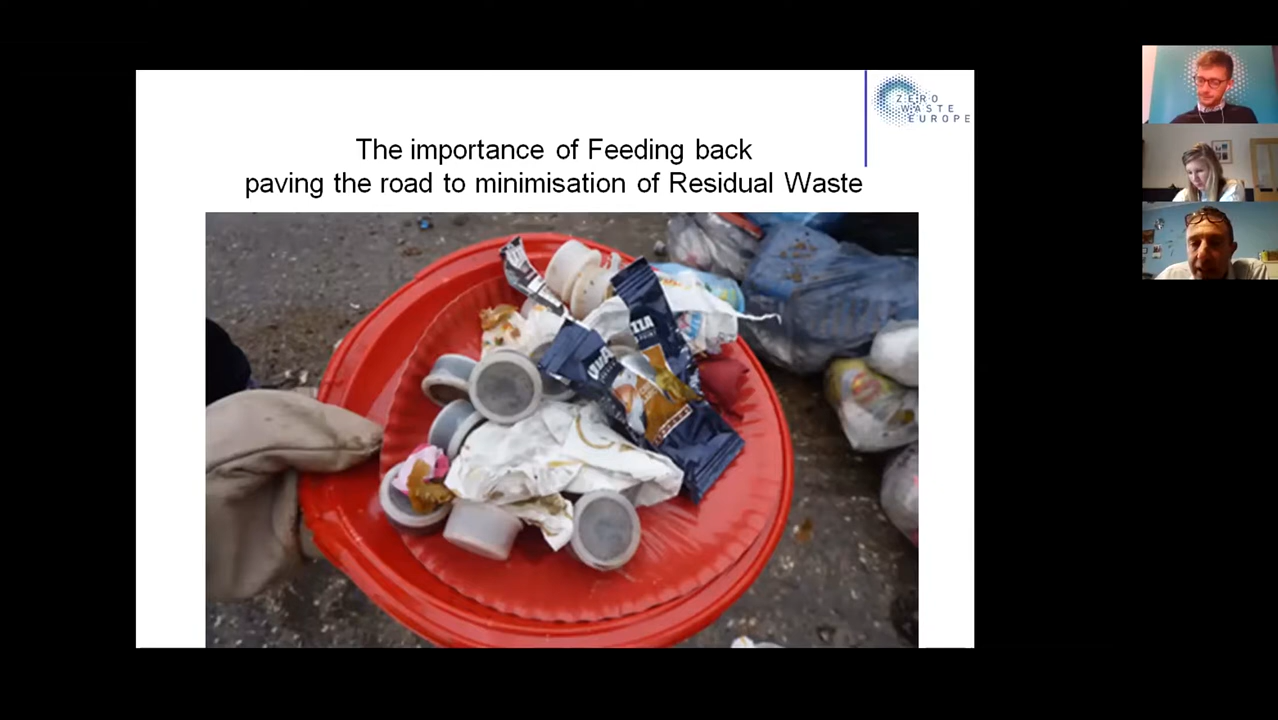 ZERO
WASTE
EUROPE
The importance of Feeding back
paving the road to minimisation of Residual Waste